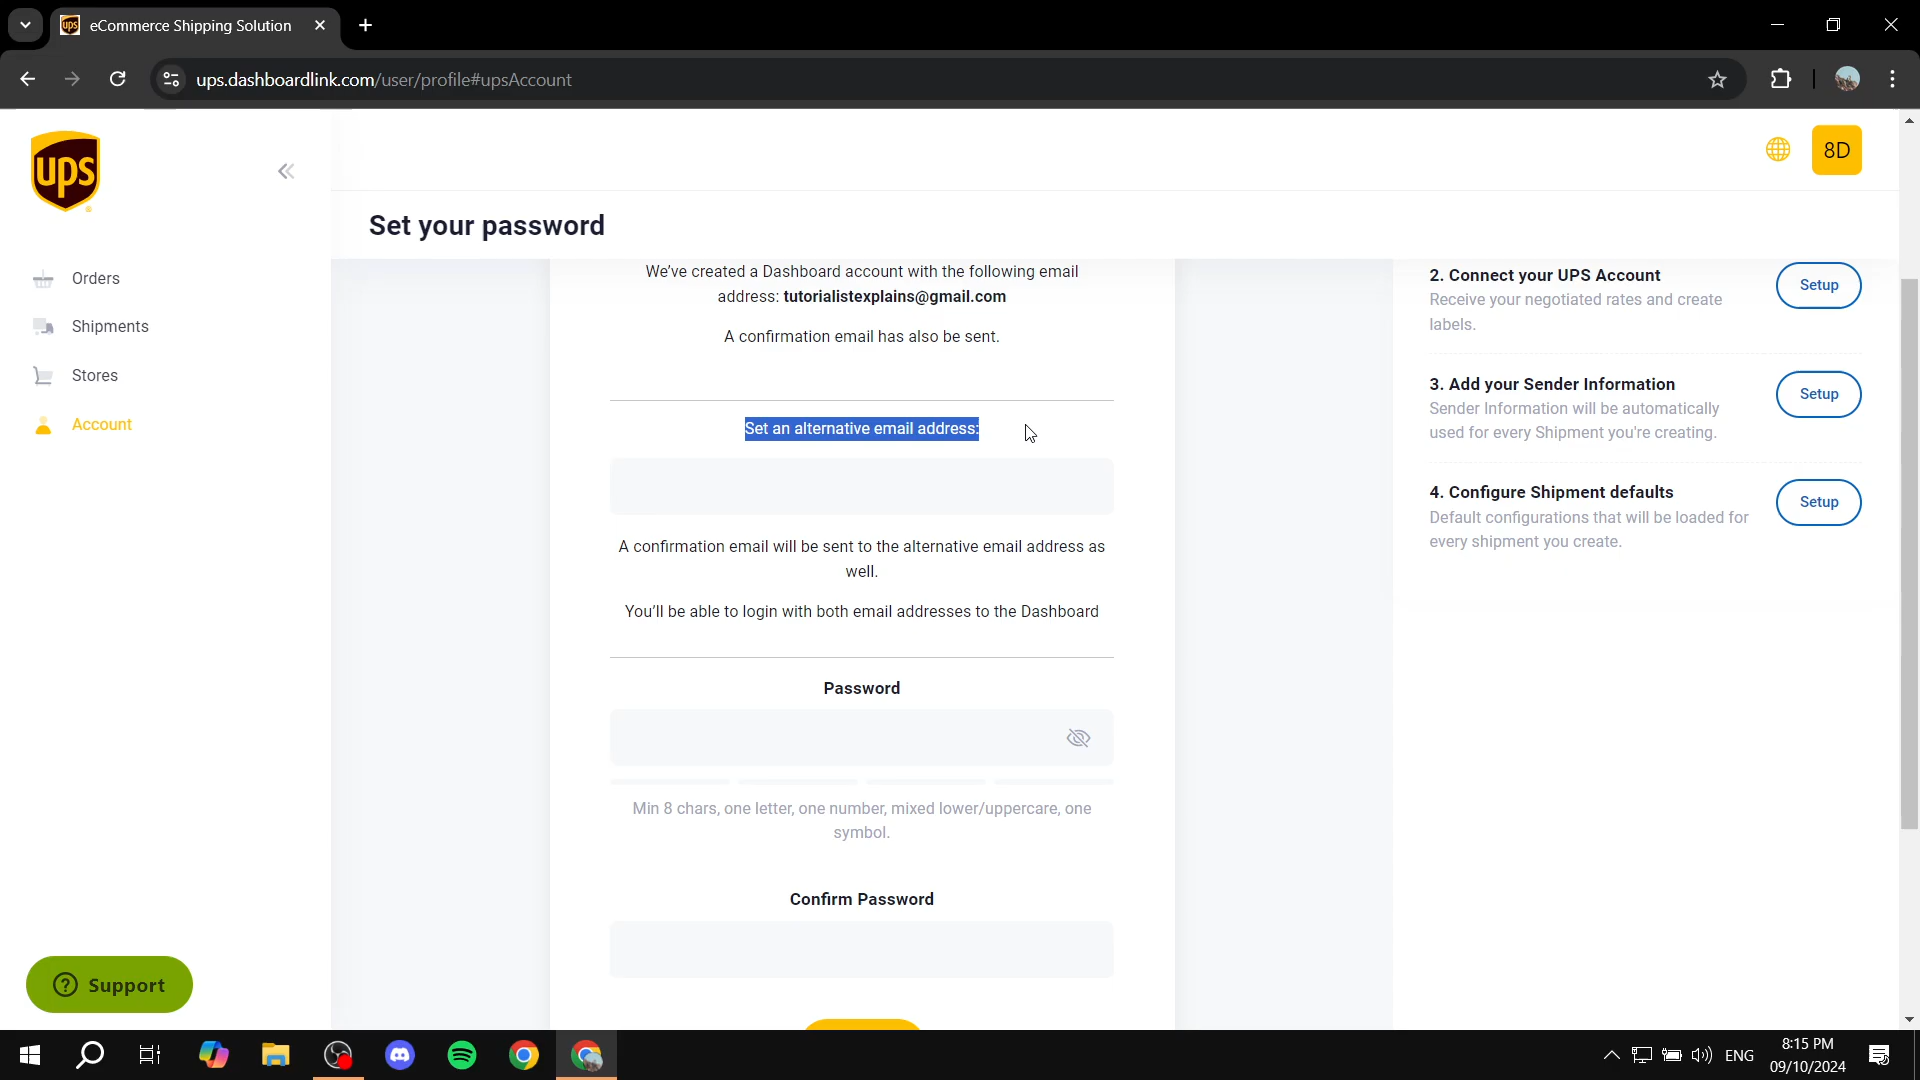 eCommerce Shipping Solution
ups.dashboardlink.com/user/profile#upsAccount
ups
8D
Set your password
Orders
Shipments
Stores
Account
We've created a Dashboard account with the following email
address: tutorialistexplains@gmail.com
A confirmation email has also be sent.
Set an alternative email address:
A confirmation email will be sent to the alternative email address as
well.
You'll be able to login with both email addresses to the Dashboard
Password
Min 8 chars, one letter, one number, mixed lower/uppercase, one
symbol.
Confirm Password
2. Connect your UPS Account
Receive your negotiated rates and create
labels.
Setup
3. Add your Sender Information
Sender Information will be automatically
used for every Shipment you're creating.
Setup
4. Configure Shipment defaults
Default configurations that will be loaded for
every shipment you create.
Setup
Support
ENG
8:15 PM
09/10/2024